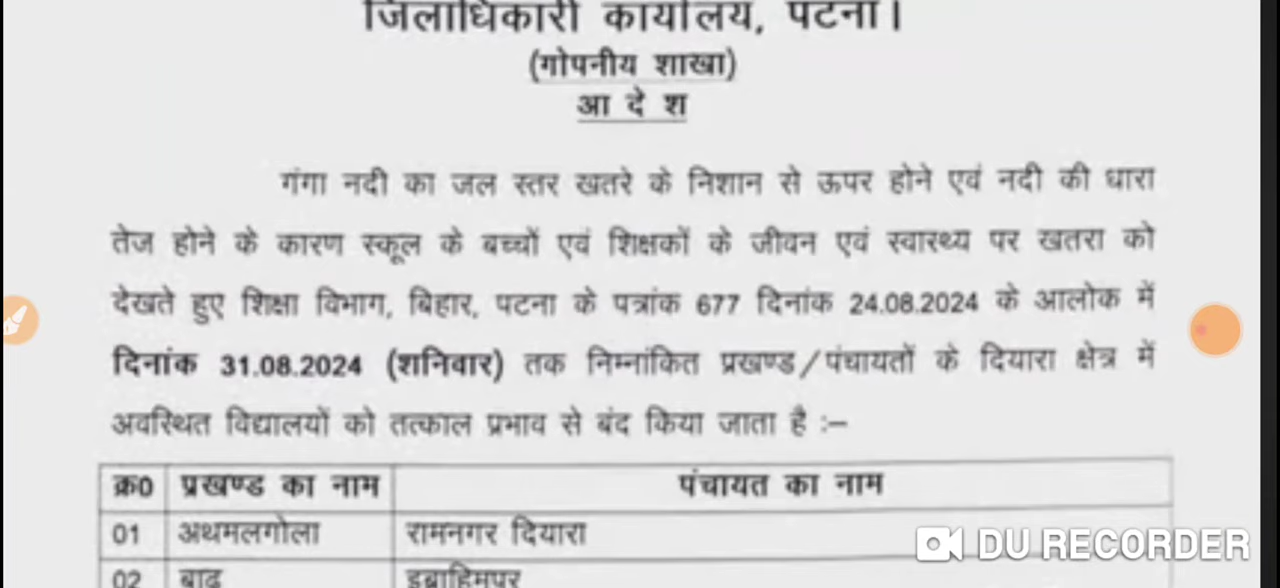 जिलाधिकारी कार्यालय, पटना।
(गोपनीय शाखा)
आ दे श
गंगा नदी का जल स्तर खतरे के निशान से ऊपर होने एवं नदी की धारा
तेज होने के कारण स्कूल के बच्चों एवं शिक्षकों के जीवन एवं स्वास्थ्य पर खतरा को
देखते हुए शिक्षा विभाग, बिहार, पटना के पत्रांक 677 दिनांक 24.08.2024 के आलोक में
दिनांक 31.08.2024 (शनिवार) तक निम्नांकित प्रखण्ड/पंचायतों के दियारा क्षेत्र में
अवस्थित विद्यालयों को तत्काल प्रभाव से बंद किया जाता है :–
क्र0 प्रखण्ड का नाम पंचायत का नाम
01 अथमलगोला रामनगर दियारा
02 बाढ़ इब्राहिमपुर
DU RECORDER